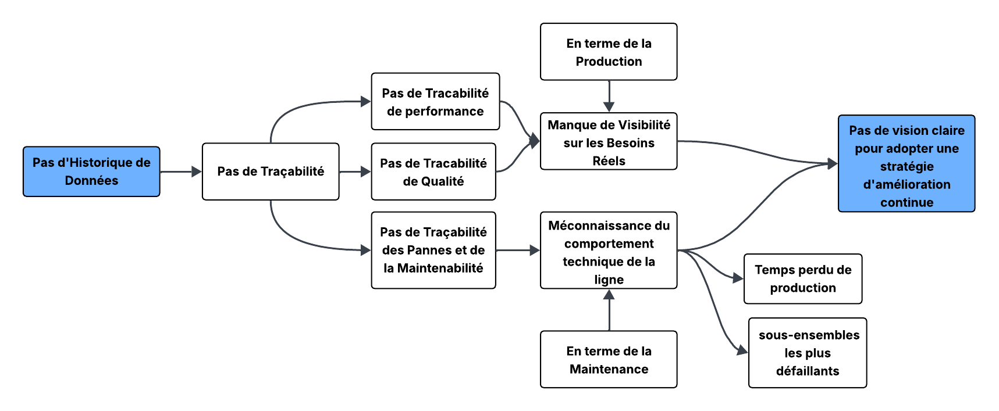 Pas d'Historique de
Données
Pas de Traçabilité
Pas de Tracabilité
de performance
Pas de Tracabilité
de Qualité
Pas de Traçabilité
des Pannes et de
la Maintenabilité
En terme de la
Production
Manque de Visibilité
sur les Besoins
Réels
Méconnaissance du
comportement
technique de la
ligne
En terme de la
Maintenance
Pas de vision claire
pour adopter une
stratégie
d'amélioration
continue
Temps perdu de
production
sous-ensembles
les plus
défaillants